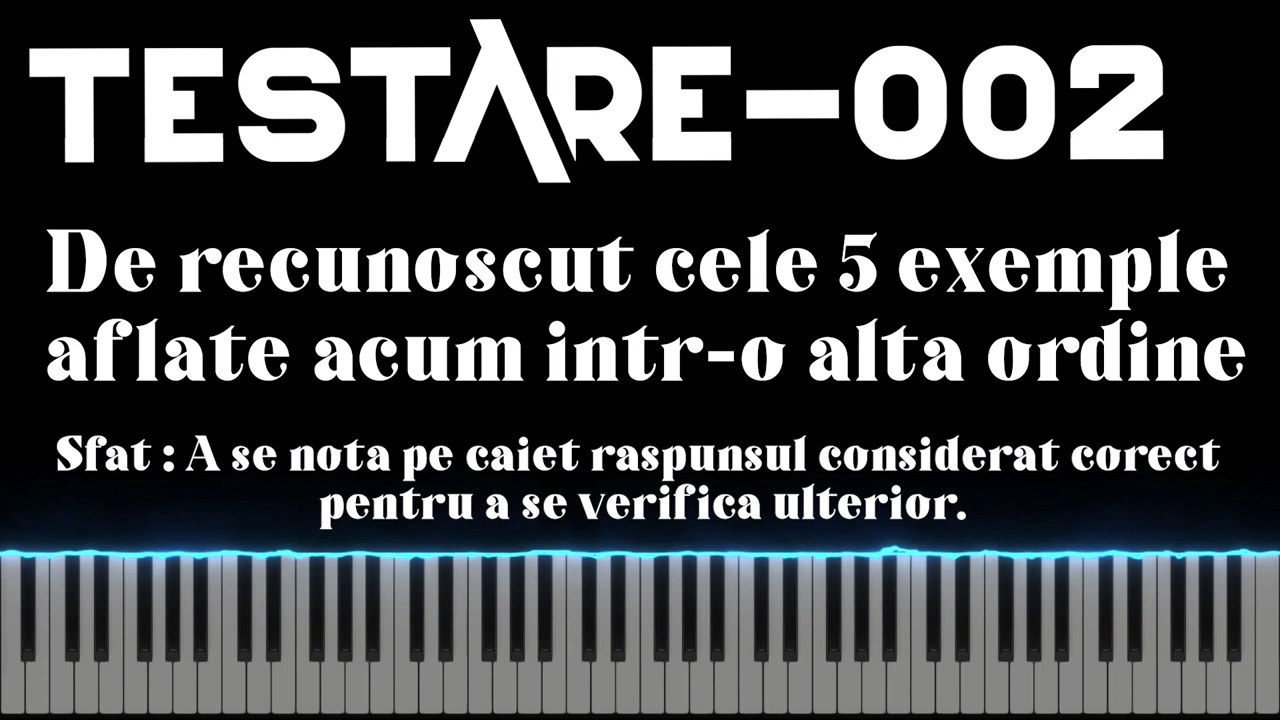 TESTARE-002
De recunoscut cele 5 exemple
aflate acum intr-o alta ordine
Sfat : A se nota pe caiet raspunsul considerat corect
pentru a se verifica ulterior.